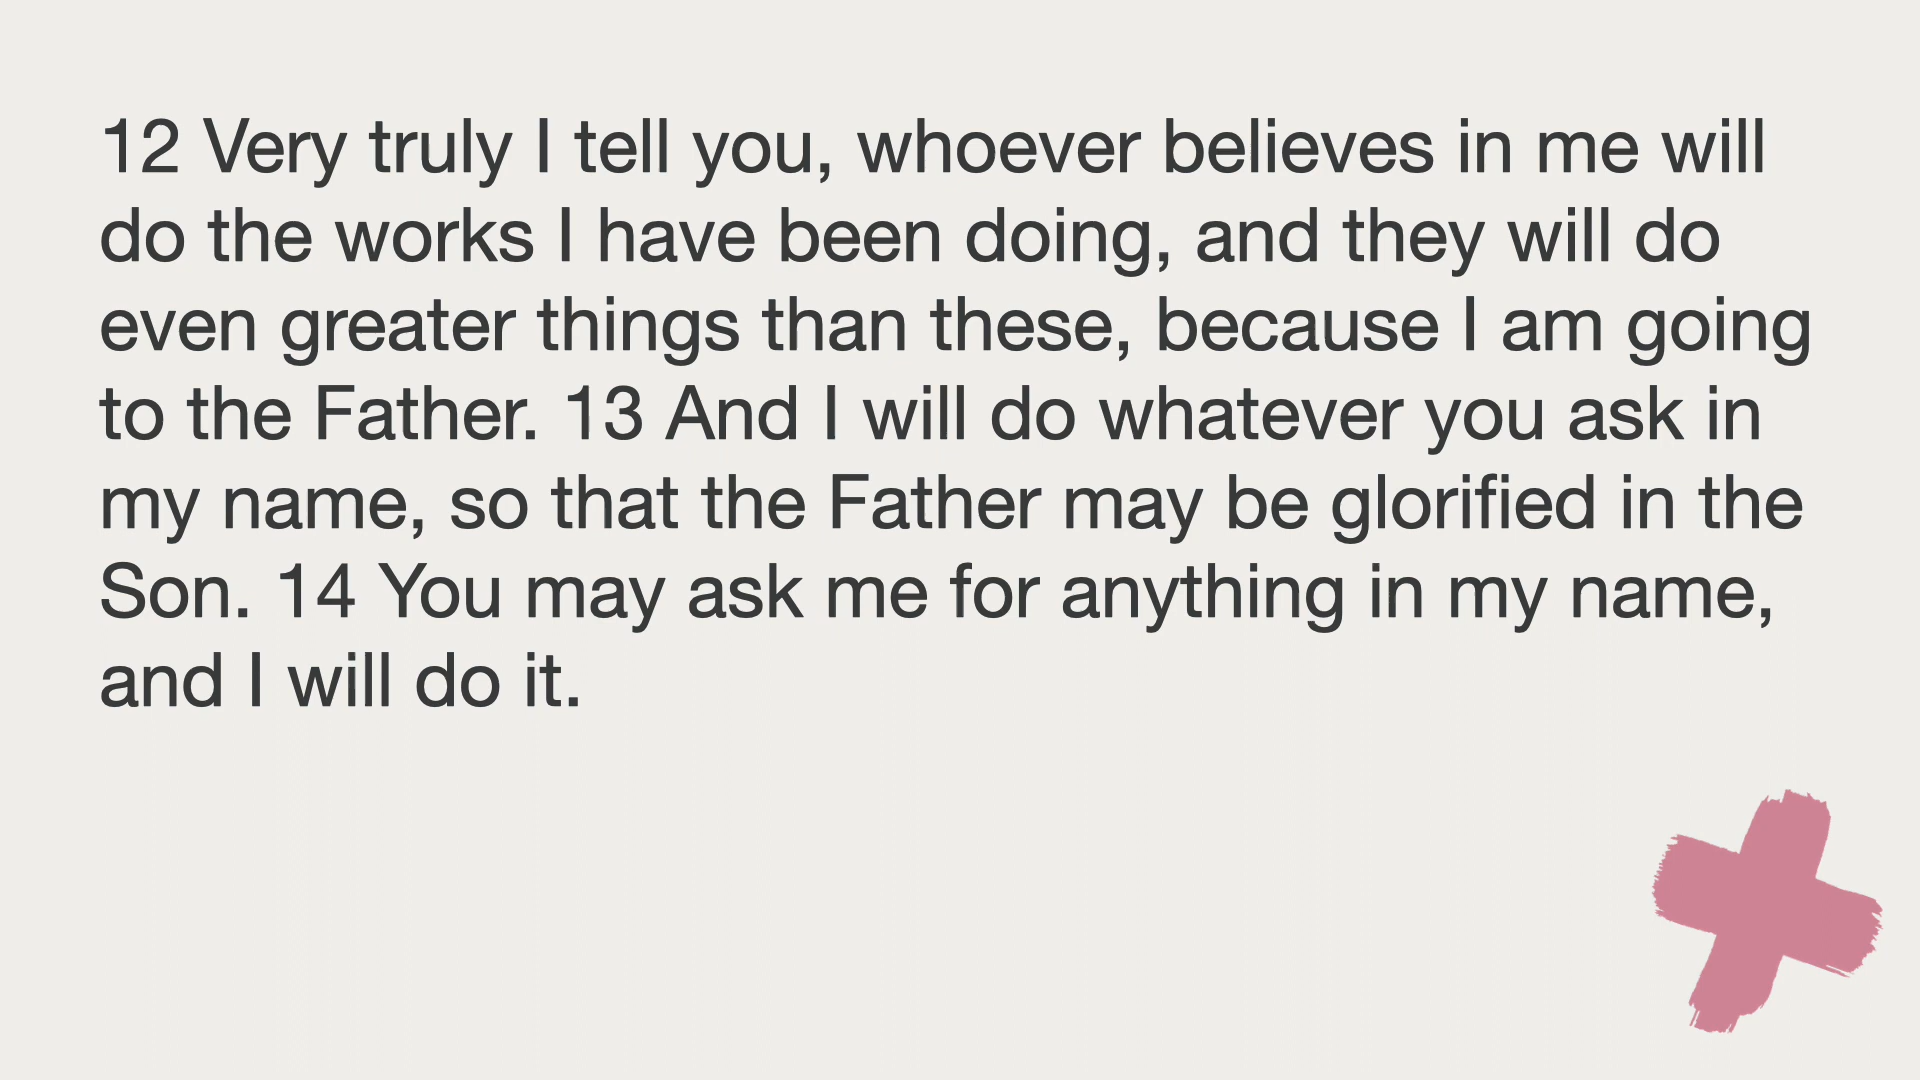 12 Very truly I tell you, whoever believes in me will
do the works I have been doing, and they will do
even greater things than these, because I am going
to the Father. 13 And I will do whatever you ask in
my name, so that the Father may be glorified in the
Son. 14 You may ask me for anything in my name,
and I will do it.